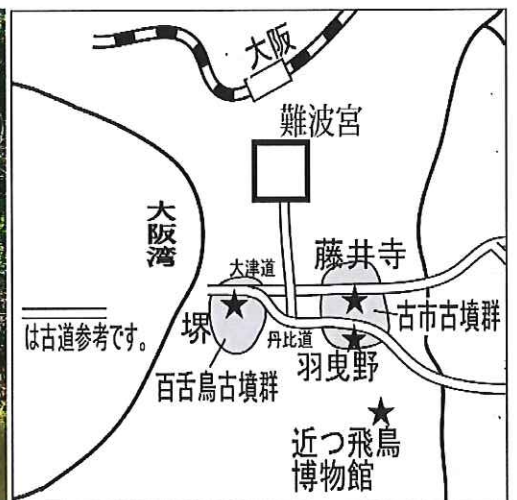 大阪
難波宮
大阪湾
大津道
藤井寺
は古道参考です。
堺
丹比道
古市古墳群
羽曳野
百舌鳥古墳群
近つ飛鳥
博物館